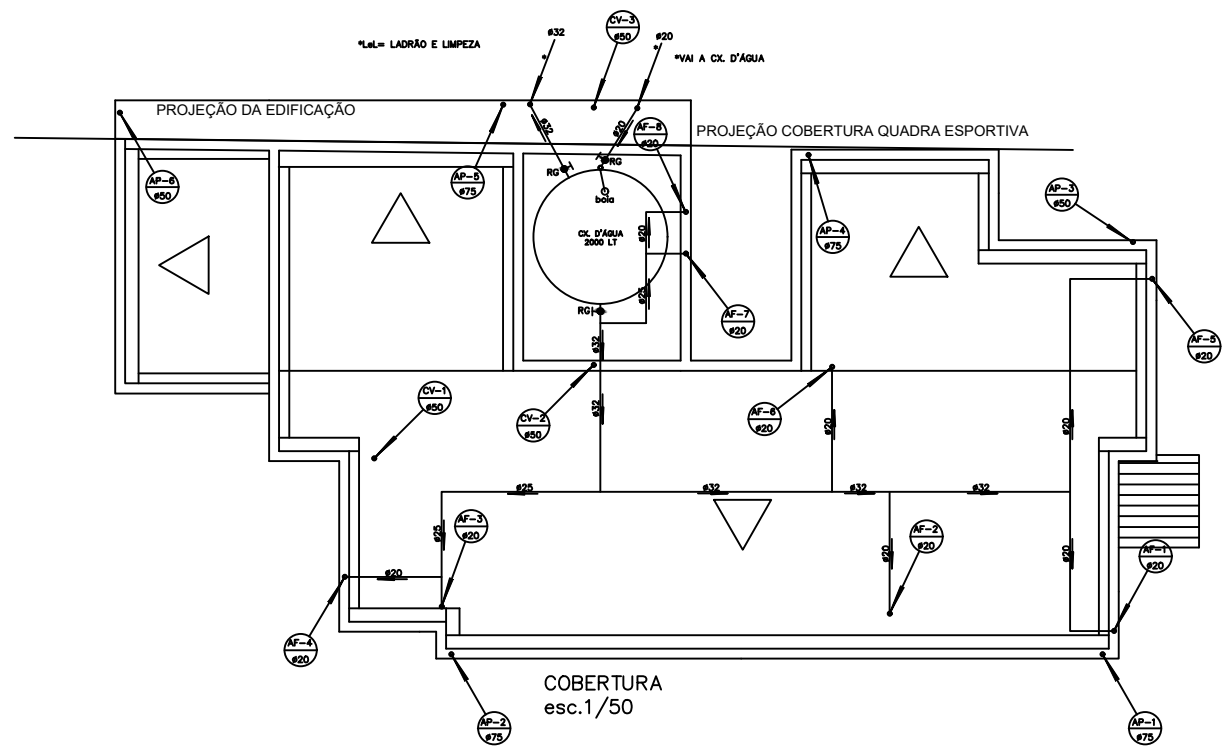 CV-3
ø50
ø32
ø20
*L&L= LADRÃO E LIMPEZA
*
*
*VAI A CX. D'ÁGUA
PROJEÇÃO DA EDIFICAÇÃO
ø32
ø20
AF-8
ø20
PROJEÇÃO COBERTURA QUADRA ESPORTIVA
AP-6
ø50
AP-5
ø75
RG
RG
boia
AP-3
ø50
AP-4
ø75
CX. D'ÁGUA
2000 LT
ø20
ø25
RG
AF-7
ø20
AF-5
ø20
ø32
CV-1
ø50
CV-2
ø50
ø32
AF-6
ø20
ø20
ø20
ø25
ø32
ø32
ø32
ø25
AF-3
ø20
AF-2
ø20
ø20
ø20
AF-1
ø20
ø20
AF-4
ø20
COBERTURA
esc.1/50
AP-2
ø75
AP-1
ø75